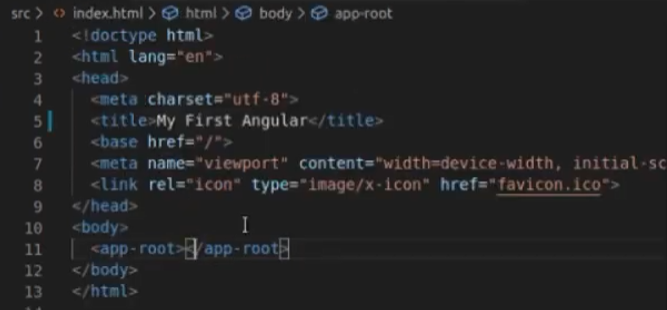 src > index.html > html > body > app-root
1 <!doctype html>
2 <html lang="en">
3 <head>
4 <meta charset="utf-8">
5 <title>My First Angular</title>
6 <base href="/">
7 <meta name="viewport" content="width=device-width, initial-sc
8 <link rel="icon" type="image/x-icon" href="favicon.ico">
9 </head>
10 <body>
11 <app-root></app-root>
12 </body>
13 </html>